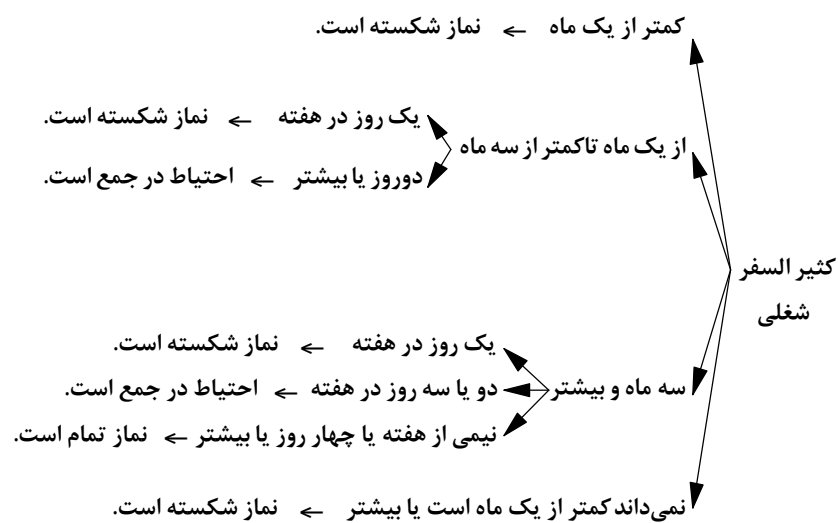 کمتر از یک ماه ← نماز شکسته است.
یک روز در هفته ← نماز شکسته است.
از یک ماه تاکمتر از سه ماه
دوروز یا بیشتر ← احتیاط در جمع است.
کثیر السفر
شغلی
یک روز در هفته ← نماز شکسته است.
سه ماه و بیشتر
دو یا سه روز در هفته ← احتیاط در جمع است.
نیمی از هفته یا چهار روز یا بیشتر ← نماز تمام است.
نمی‌داند کمتر از یک ماه است یا بیشتر ← نماز شکسته است.